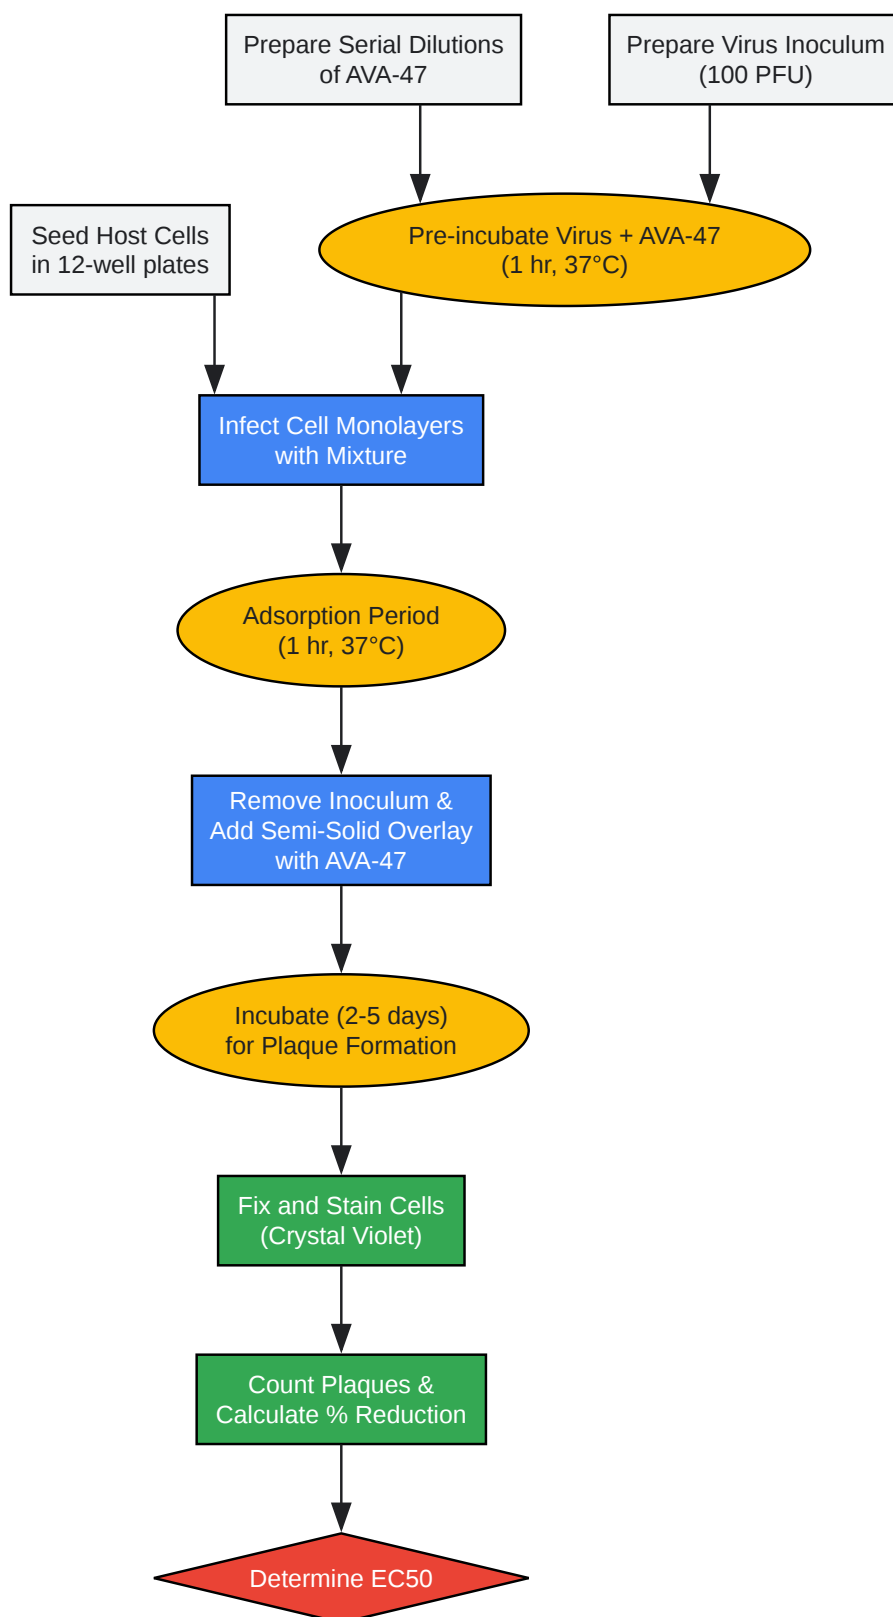 Prepare Serial Dilutions
of AVA-47
Prepare Virus Inoculum
(100 PFU)
Seed Host Cells
in 12-well plates
Pre-incubate Virus + AVA-47
(1 hr, 37°C)
Infect Cell Monolayers
with Mixture
Adsorption Period
(1 hr, 37°C)
Remove Inoculum &
Add Semi-Solid Overlay
with AVA-47
Incubate (2-5 days)
for Plaque Formation
Fix and Stain Cells
(Crystal Violet)
Count Plaques &
Calculate % Reduction
Determine EC50